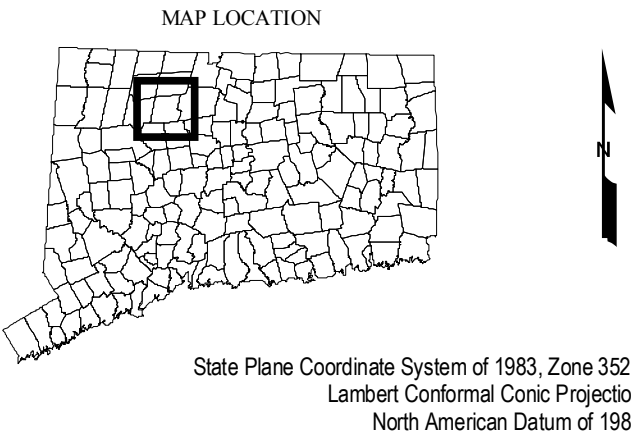 MAP LOCATION
N
State Plane Coordinate System of 1983, Zone 352
Lambert Conformal Conic Projectio
North American Datum of 198